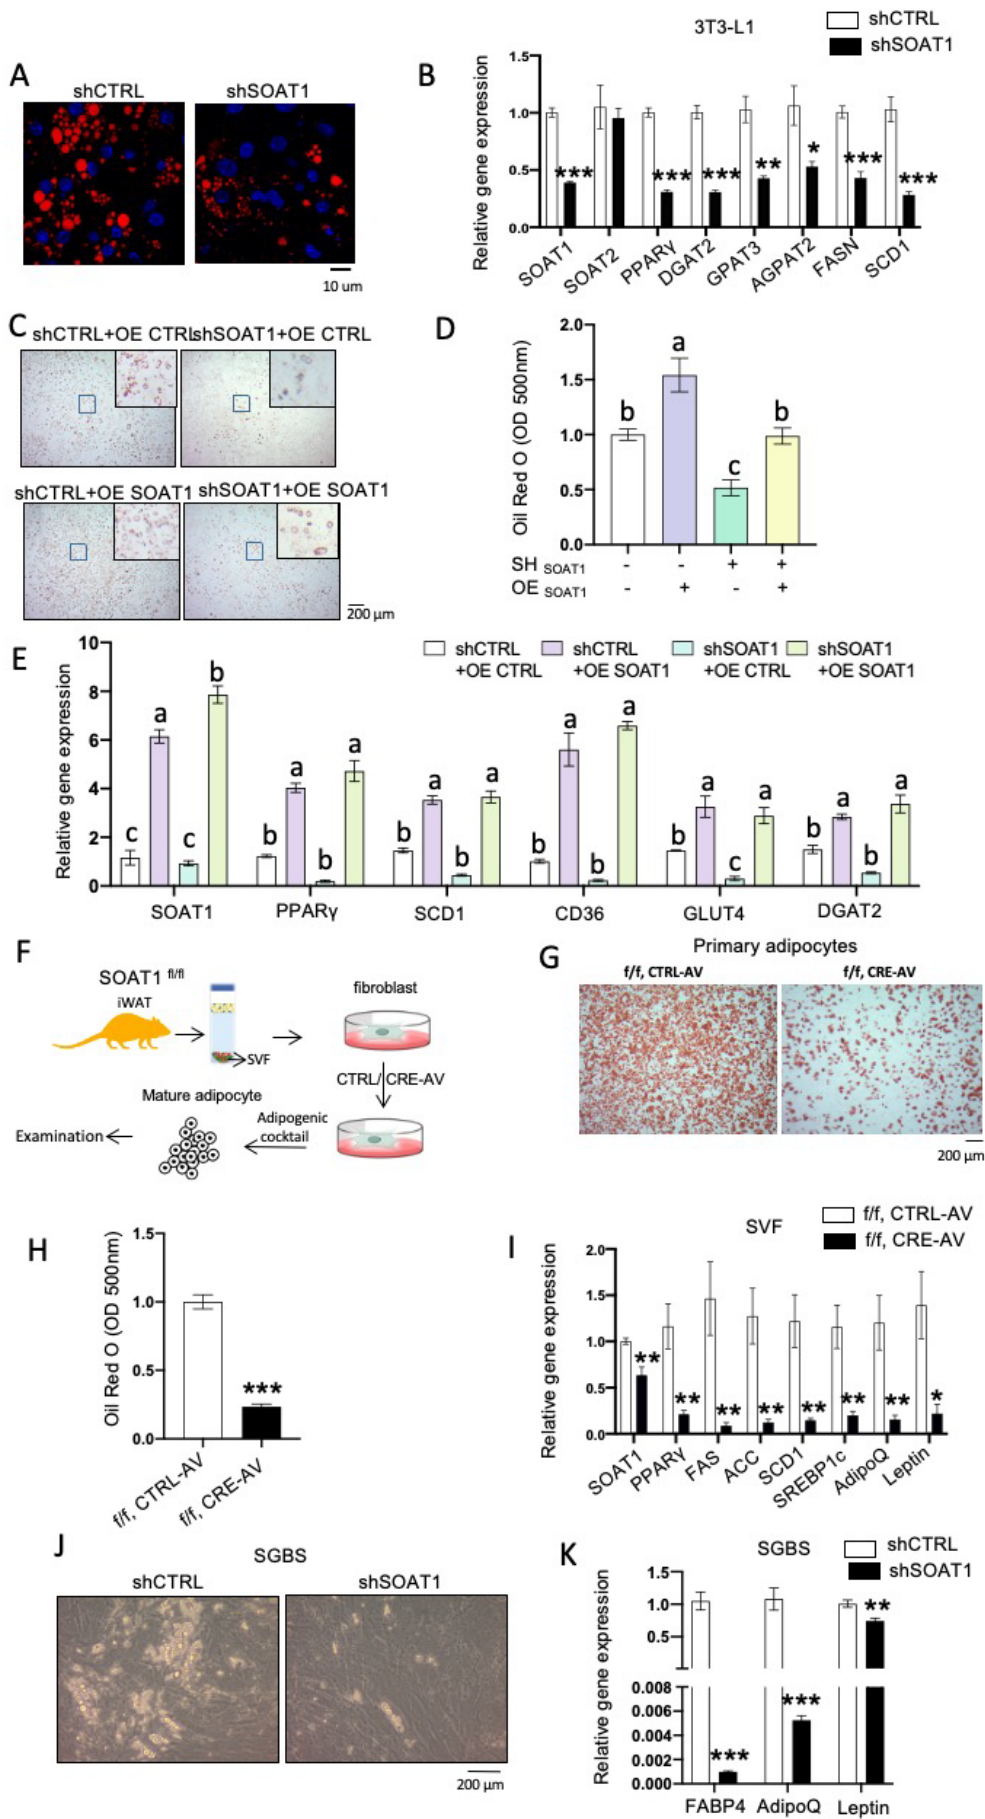 A
shCTRL
shSOAT1
10 um
B
3T3-L1
shCTRL
shSOAT1
Relative gene expression
1.5
1.0
0.5
0.0
***
***
***
**
*
***
***
SOAT1
SOAT2
PPARγ
DGAT2
GPAT3
AGPAT2
FASN
SCD1
C
shCTRL+OE CTRL
shSOAT1+OE CTRL
shCTRL+OE SOAT1
shSOAT1+OE SOAT1
200 µm
D
Oil Red O (OD 500nm)
2.0
1.5
1.0
0.5
0.0
b
a
c
b
SH SOAT1 - - + +
OE SOAT1 - + - +
E
shCTRL +OE CTRL
shCTRL +OE SOAT1
shSOAT1 +OE CTRL
shSOAT1 +OE SOAT1
Relative gene expression
10
8
6
4
2
0
c a c b
b a b a
b a b a
b a b a
b a c a
b a b a
SOAT1
PPARγ
SCD1
CD36
GLUT4
DGAT2
F
SOAT1 fl/fl
iWAT
SVF
fibroblast
CTRL/ CRE-AV
Adipogenic
cocktail
Mature adipocyte
Examination
G
Primary adipocytes
f/f, CTRL-AV
f/f, CRE-AV
200 µm
H
Oil Red O (OD 500nm)
1.5
1.0
0.5
0.0
***
f/f, CTRL-AV
f/f, CRE-AV
I
SVF
f/f, CTRL-AV
f/f, CRE-AV
Relative gene expression
2.0
1.5
1.0
0.5
0.0
**
**
**
**
**
**
**
*
SOAT1
PPARγ
FAS
ACC
SCD1
SREBP1c
AdipoQ
Leptin
J
SGBS
shCTRL
shSOAT1
200 µm
K
SGBS
shCTRL
shSOAT1
Relative gene expression
1.5
1.0
0.5
0.008
0.006
0.004
0.002
0.000
***
***
**
FABP4
AdipoQ
Leptin